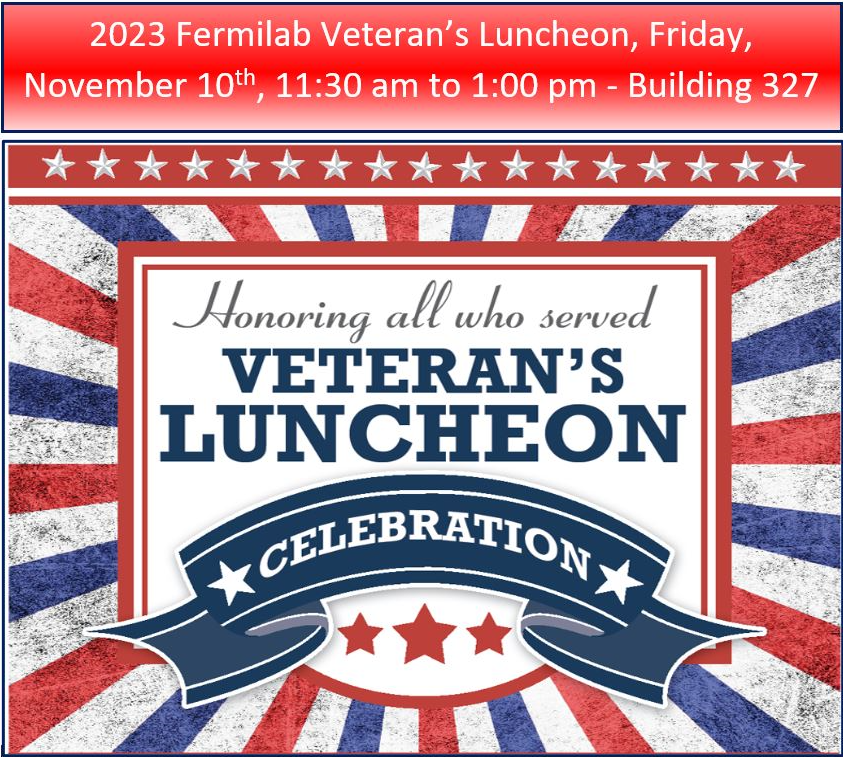 2023 Fermilab Veteran’s Luncheon, Friday,
November 10th, 11:30 am to 1:00 pm - Building 327
Honoring all who served
VETERAN’S
LUNCHEON
CELEBRATION